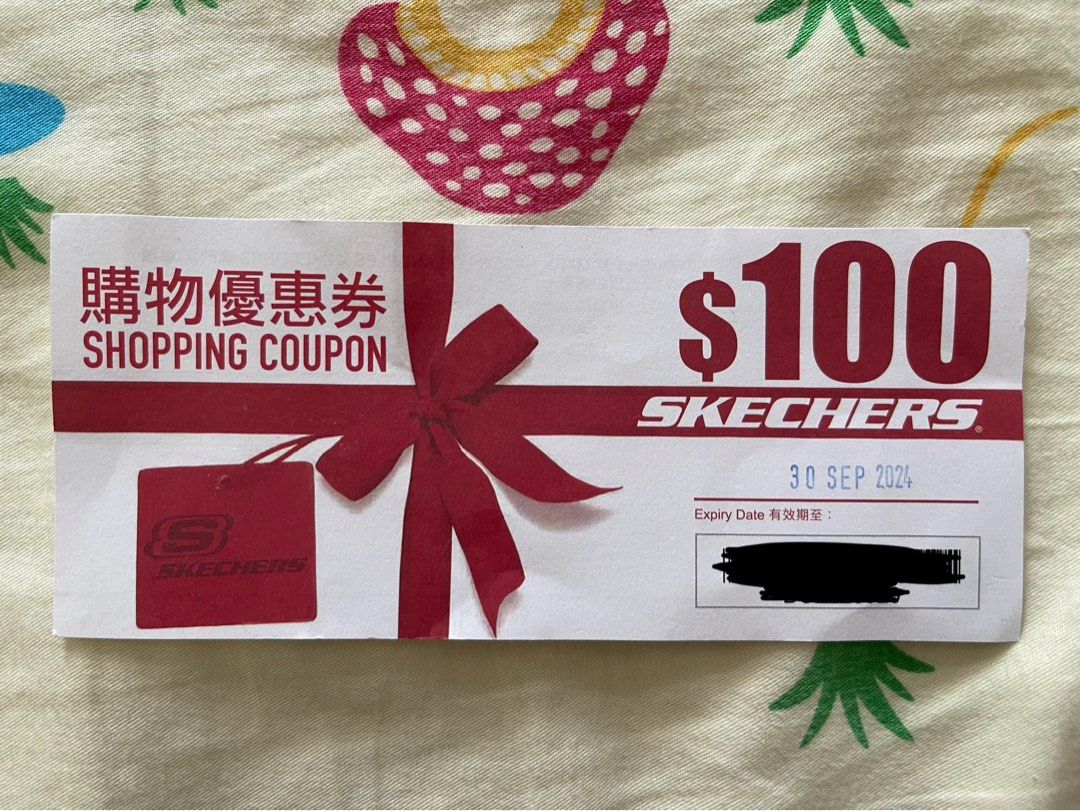 購物優惠券
SHOPPING COUPON
$100
SKECHERS®
30 SEP 2024
Expiry Date 有效期至：
S
SKECHERS